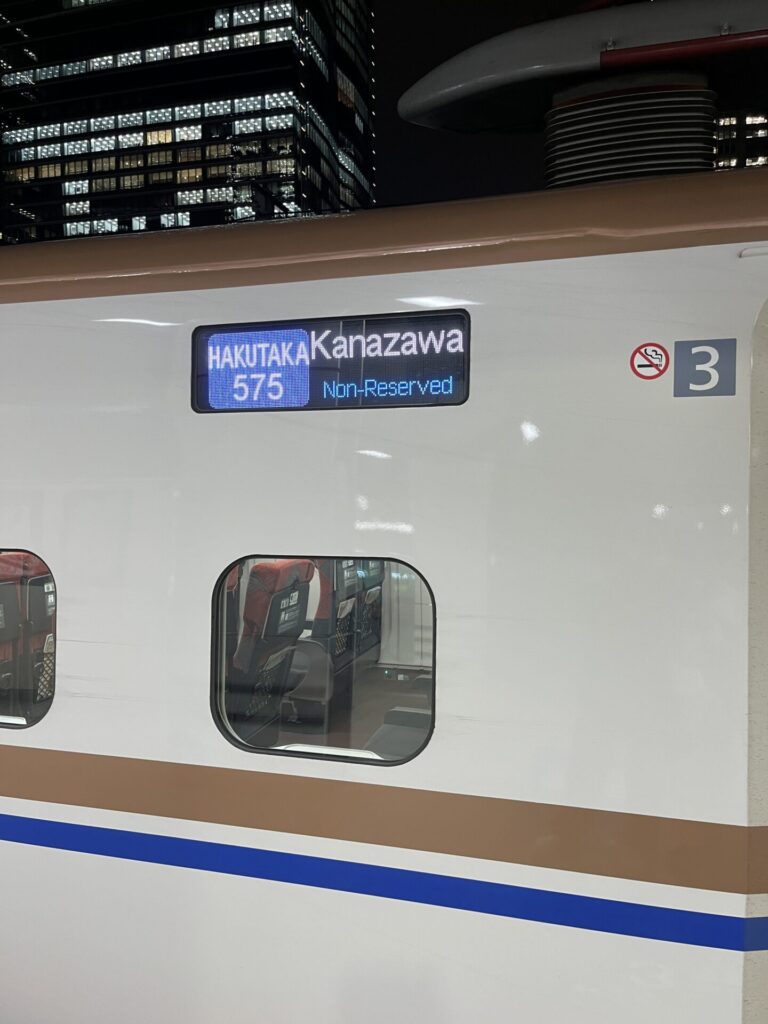 HAKUTAKA
575
Kanazawa
Non-Reserved
3